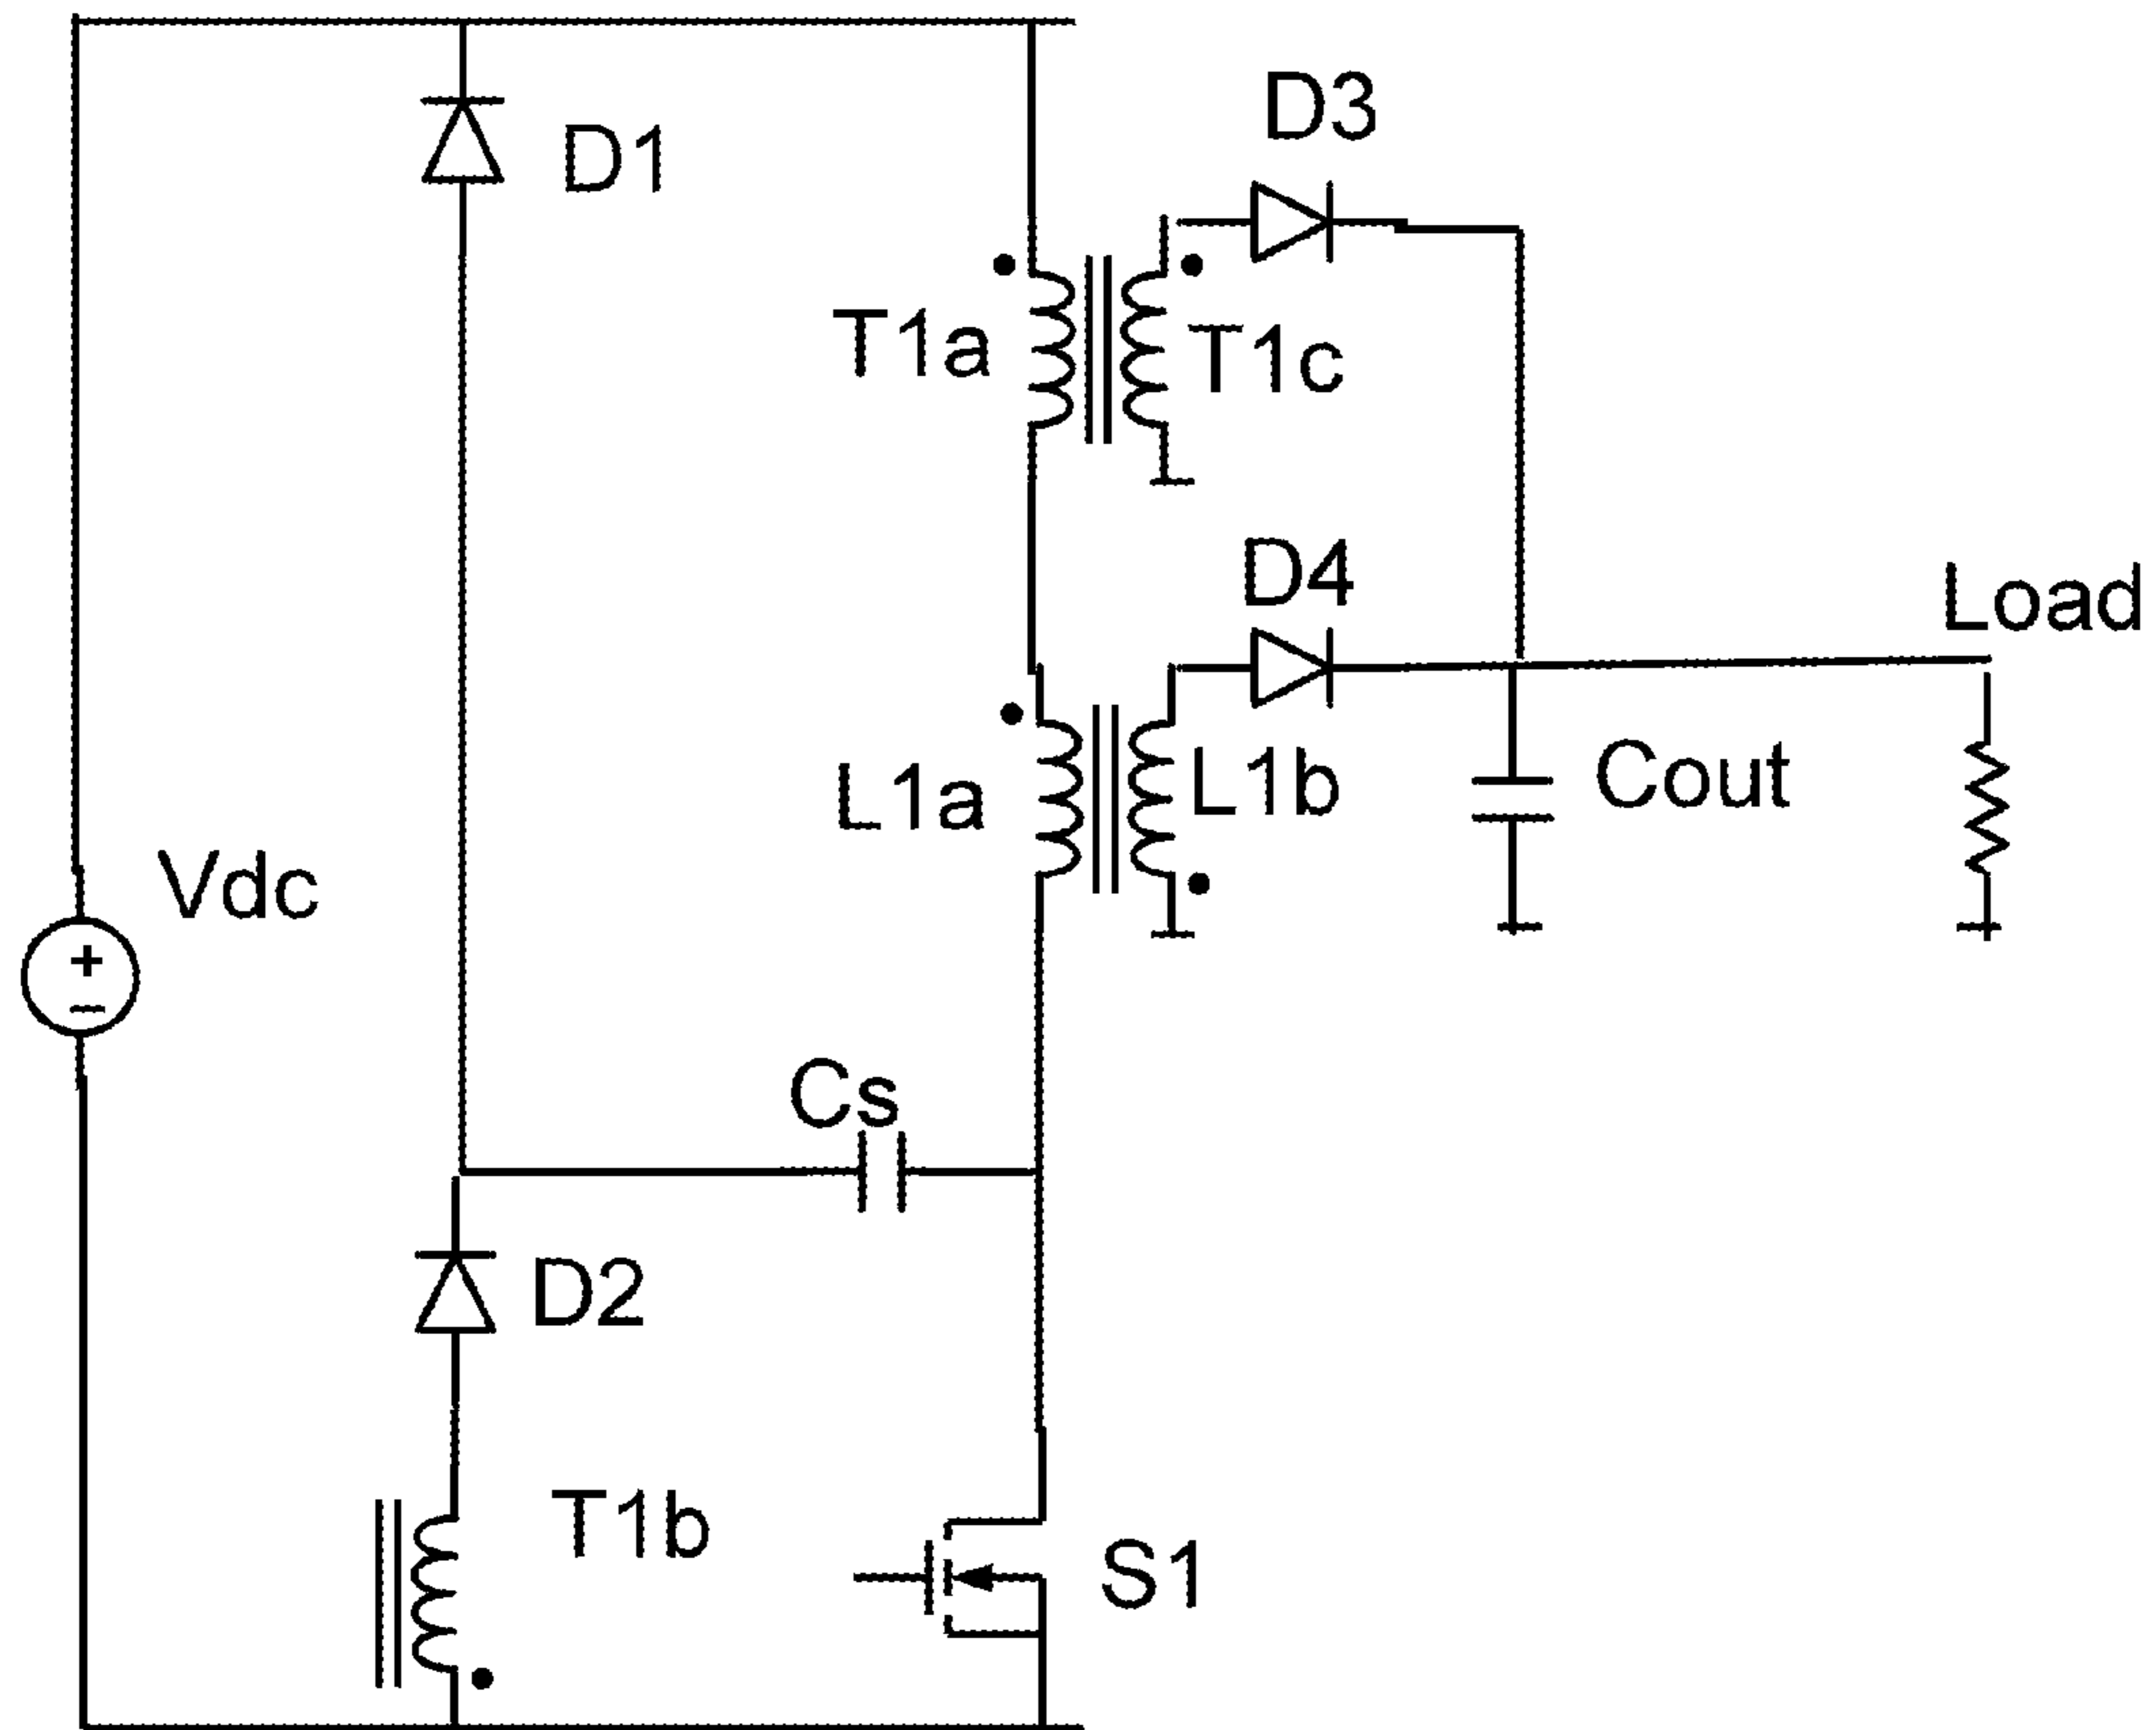 D3
D1
T1a
T1c
D4
Load
L1a
L1b
Cout
Vdc
+
−
Cs
D2
T1b
S1